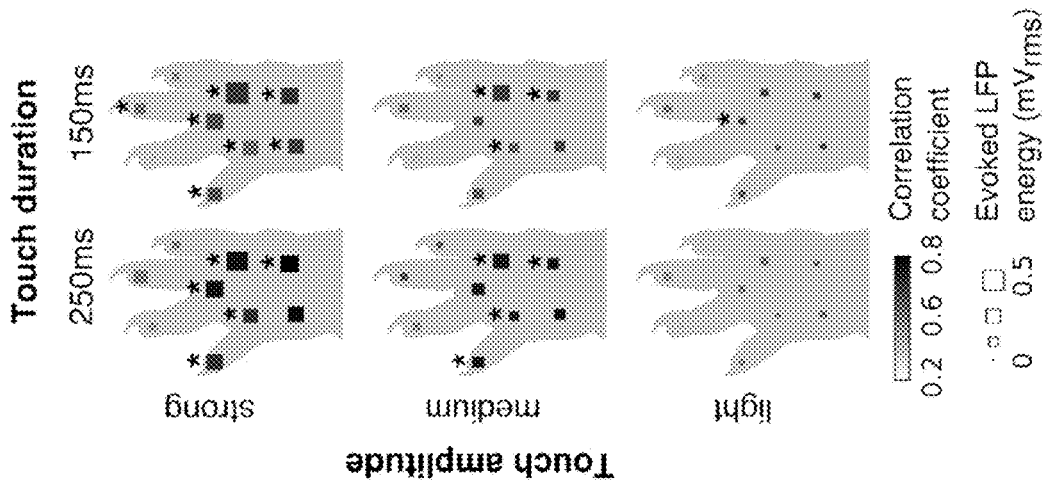 Touch duration
250ms 150ms
Touch amplitude
strong
medium
light
Correlation
coefficient
0.2 0.6 0.8
Evoked LFP
energy (mVrms)
0 0.5